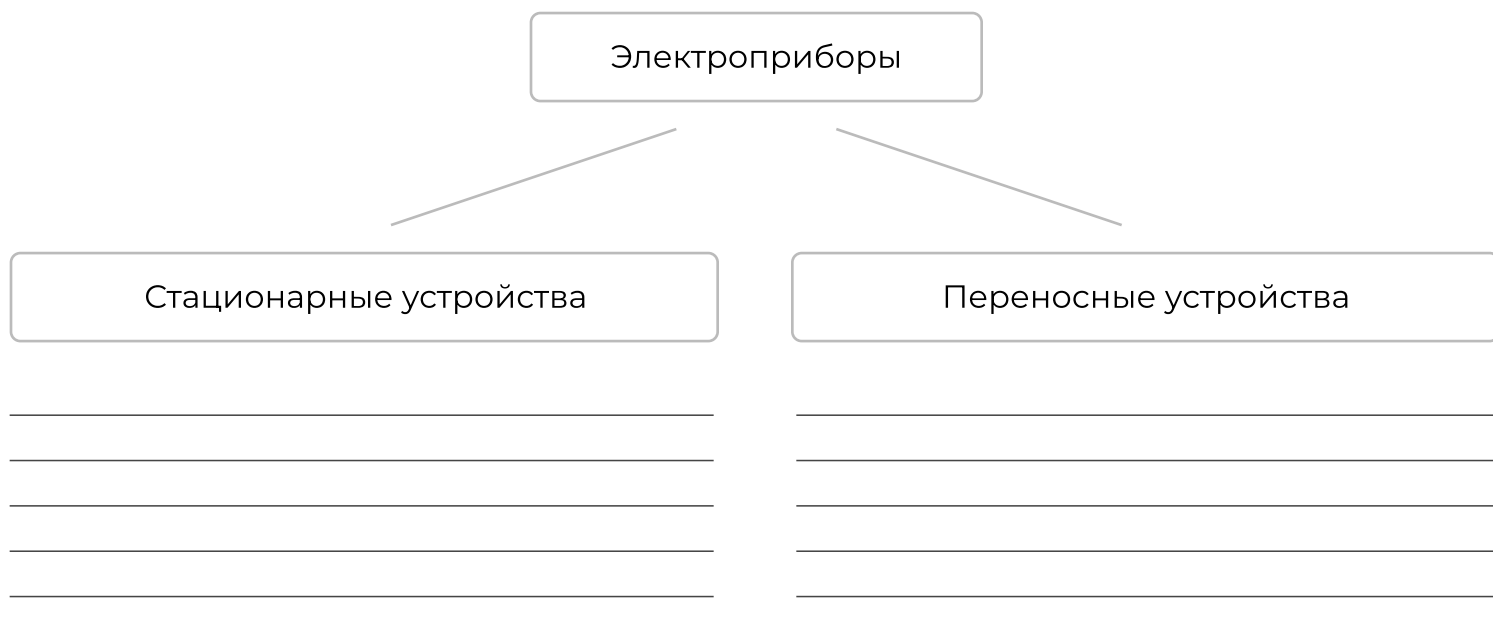 Электроприборы
Стационарные устройства
Переносные устройства